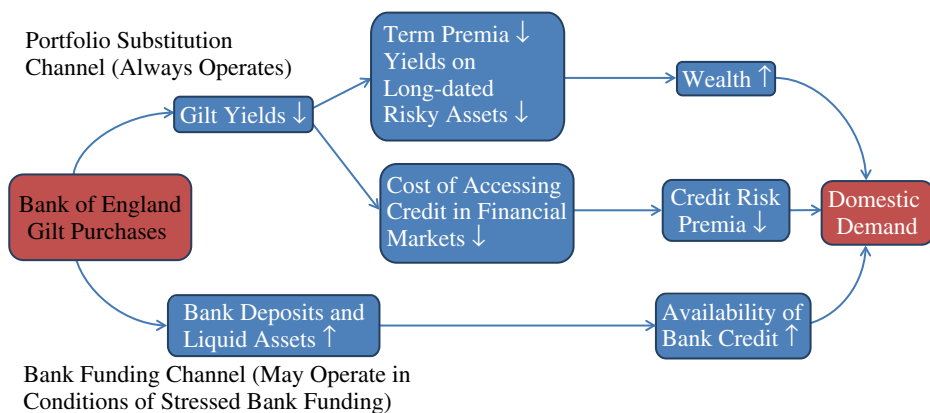 Portfolio Substitution
Channel (Always Operates)
Term Premia ↓
Yields on
Long-dated
Risky Assets ↓
Wealth ↑
Gilt Yields ↓
Bank of England
Gilt Purchases
Cost of Accessing
Credit in Financial
Markets ↓
Credit Risk
Premia ↓
Domestic
Demand
Bank Deposits and
Liquid Assets ↑
Availability of
Bank Credit ↑
Bank Funding Channel (May Operate in
Conditions of Stressed Bank Funding)